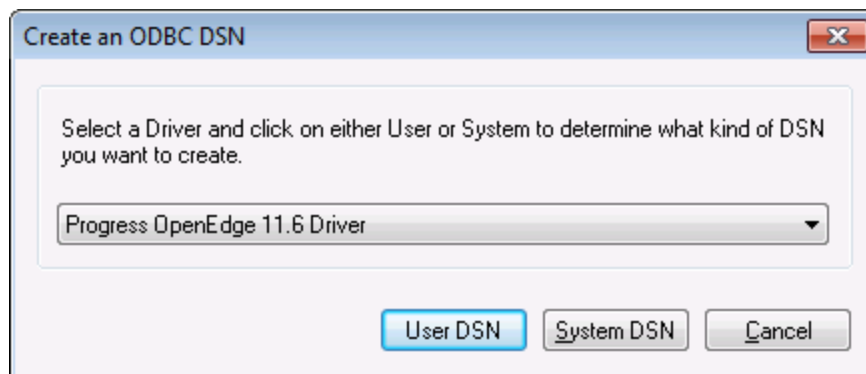 Create an ODBC DSN
Select a Driver and click on either User or System to determine what kind of DSN
you want to create.
Progress OpenEdge 11.6 Driver
User DSN System DSN Cancel